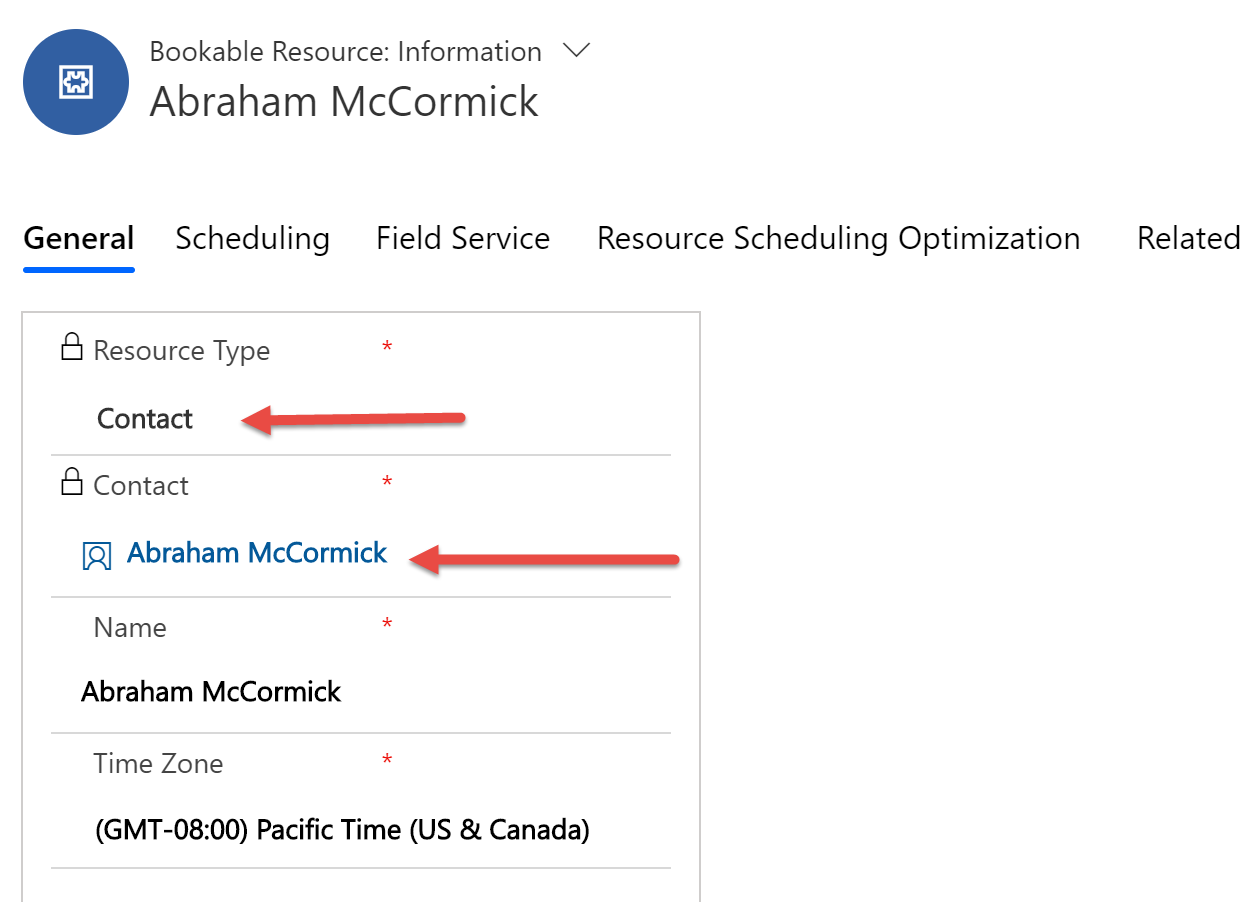 Bookable Resource: Information
Abraham McCormick
General Scheduling Field Service Resource Scheduling Optimization Related
Resource Type *
Contact
Contact *
Abraham McCormick
Name *
Abraham McCormick
Time Zone *
(GMT-08:00) Pacific Time (US & Canada)